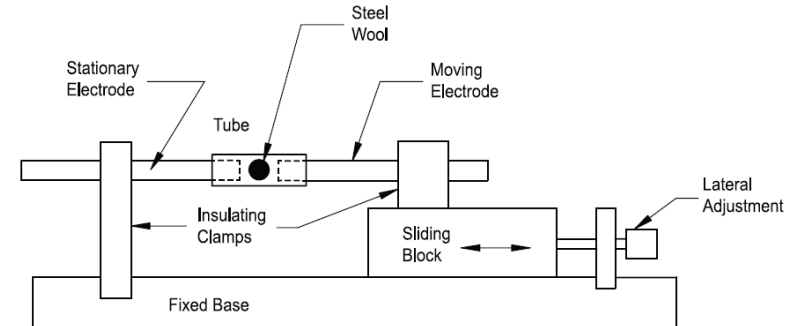 Steel
Wool
Stationary
Electrode
Moving
Electrode
Tube
Lateral
Adjustment
Insulating
Clamps
Sliding
Block
Fixed Base